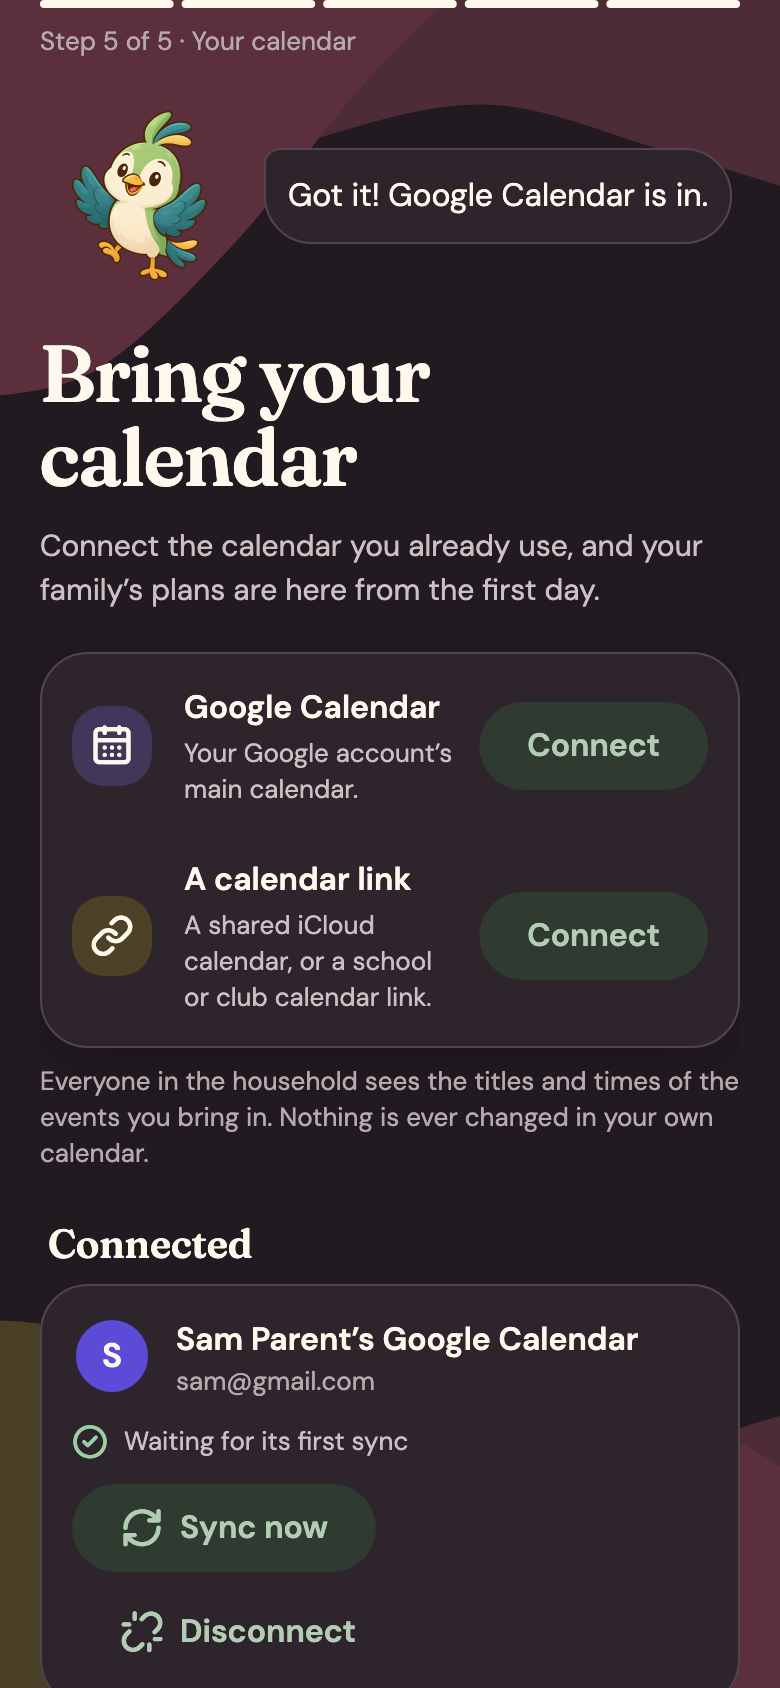 Step 5 of 5 · Your calendar
Got it! Google Calendar is in.
Bring your
calendar
Connect the calendar you already use, and your
family’s plans are here from the first day.
Google Calendar
Your Google account’s
main calendar.
Connect
A calendar link
A shared iCloud
calendar, or a school
or club calendar link.
Connect
Everyone in the household sees the titles and times of the
events you bring in. Nothing is ever changed in your own
calendar.
Connected
S
Sam Parent’s Google Calendar
sam@gmail.com
Waiting for its first sync
Sync now
Disconnect